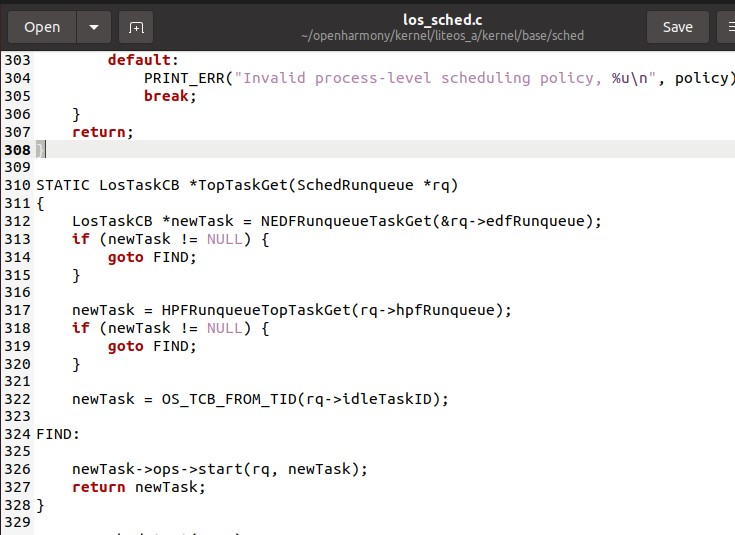 Open
los_sched.c
~/openharmony/kernel/liteos_a/kernel/base/sched
Save
303         default:
304             PRINT_ERR("Invalid process-level scheduling policy, %u\n", policy)
305             break;
306     }
307     return;
308 }
309
310 STATIC LosTaskCB *TopTaskGet(SchedRunqueue *rq)
311 {
312     LosTaskCB *newTask = NEDFRunqueueTaskGet(&rq->edfRunqueue);
313     if (newTask != NULL) {
314         goto FIND;
315     }
316
317     newTask = HPFRunqueueTopTaskGet(rq->hpfRunqueue);
318     if (newTask != NULL) {
319         goto FIND;
320     }
321
322     newTask = OS_TCB_FROM_TID(rq->idleTaskID);
323
324 FIND:
325
326     newTask->ops->start(rq, newTask);
327     return newTask;
328 }
329